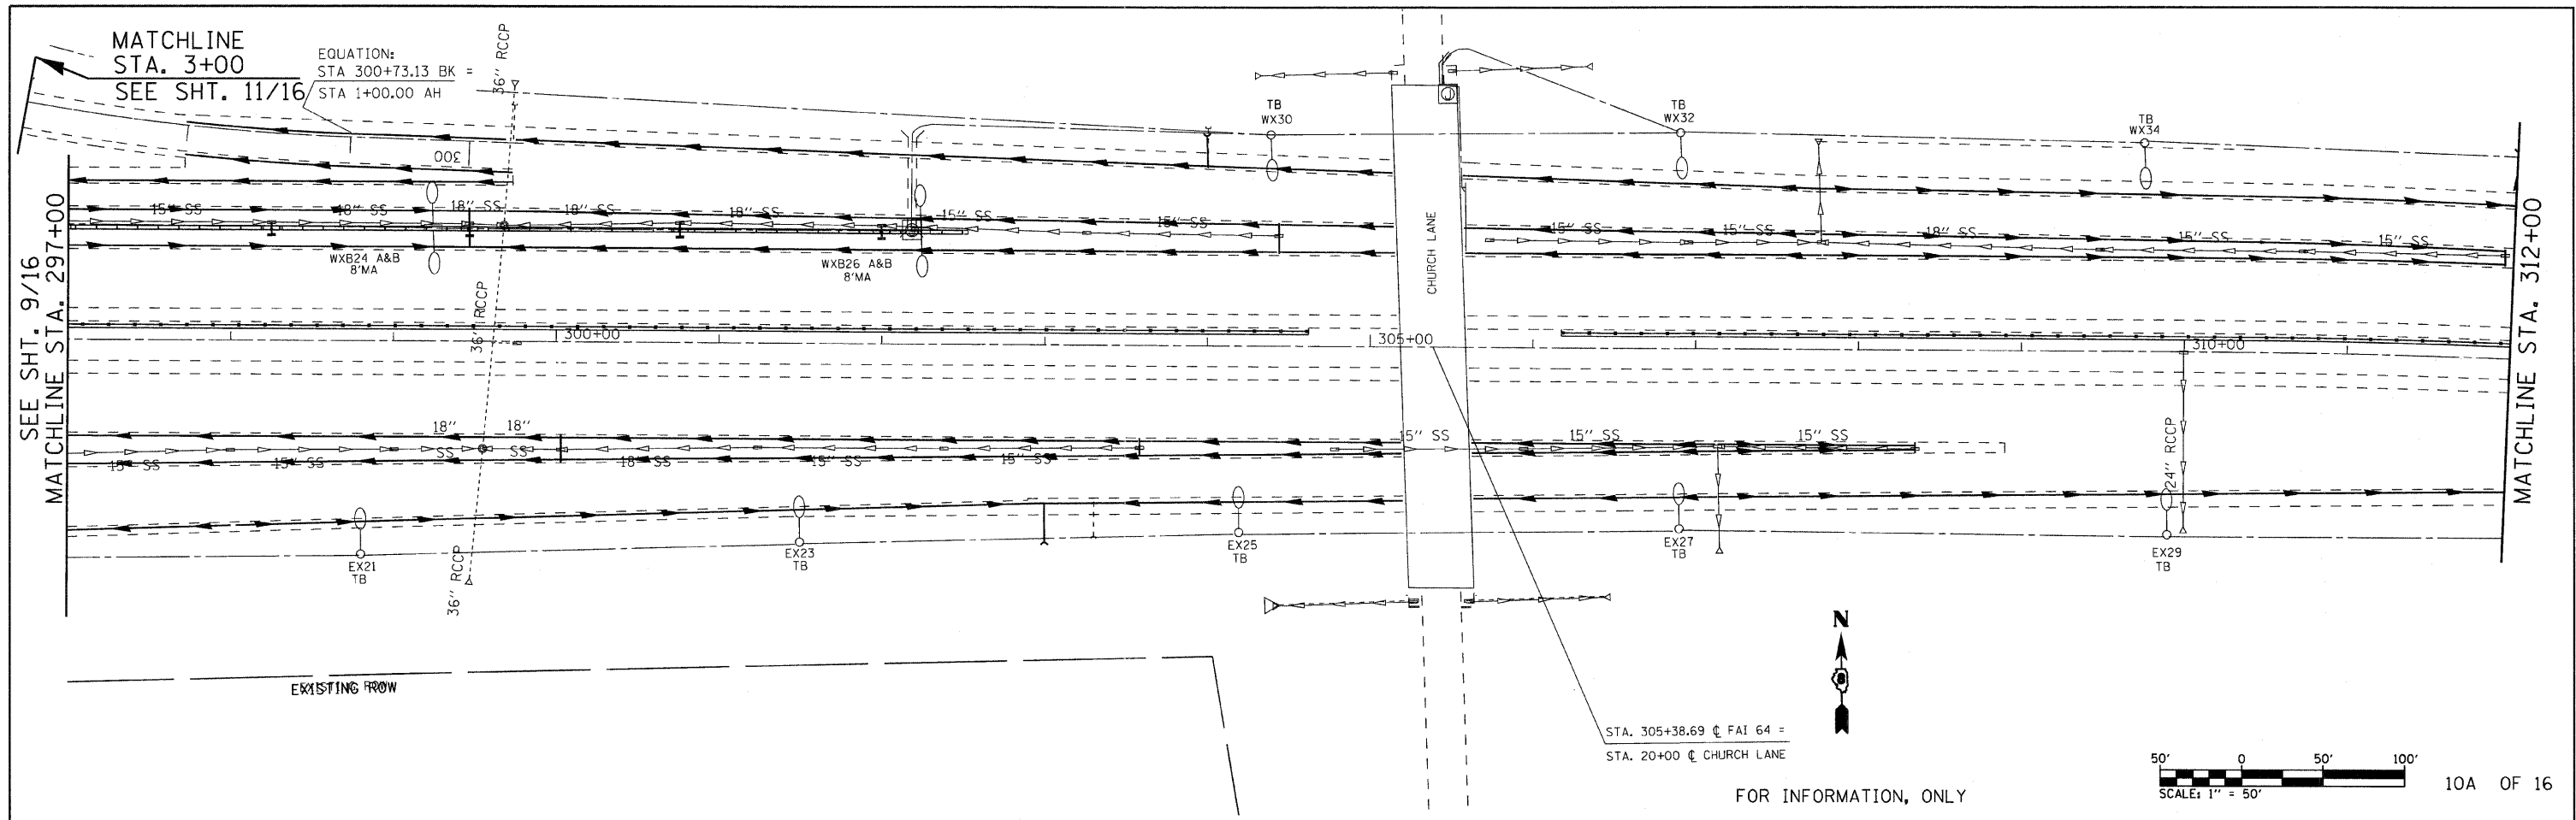 MATCHLINE
STA. 3+00
SEE SHT. 11/16
EQUATION:
STA 300+73.13 BK =
STA 1+00.00 AH
36" RCCP
300
TB
WX30
TB
WX32
TB
WX34
SEE SHT. 9/16
MATCHLINE STA. 297+00
15" SS
18" SS
18" SS
18" SS
18" SS
15" SS
15" SS
15" SS
15" SS
18" SS
15" SS
15" SS
WXB24 A&B
8'MA
WXB26 A&B
8'MA
CHURCH LANE
MATCHLINE STA. 312+00
36" RCCP
300+00
305+00
310+00
18"
SS
18"
SS
15" SS
15" SS
18" SS
15" SS
15" SS
15" SS
15" SS
15" SS
24" RCCP
36" RCCP
EX21
TB
EX23
TB
EX25
TB
EX27
TB
EX29
TB
EXISTING ROW
N
STA. 305+38.69 ℄ FAI 64 =
STA. 20+00 ℄ CHURCH LANE
FOR INFORMATION, ONLY
50' 0 50' 100'
SCALE: 1" = 50'
10A OF 16